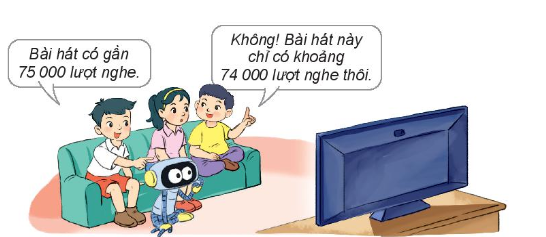 Bài hát có gần
75 000 lượt nghe.
Không! Bài hát này
chỉ có khoảng
74 000 lượt nghe thôi.